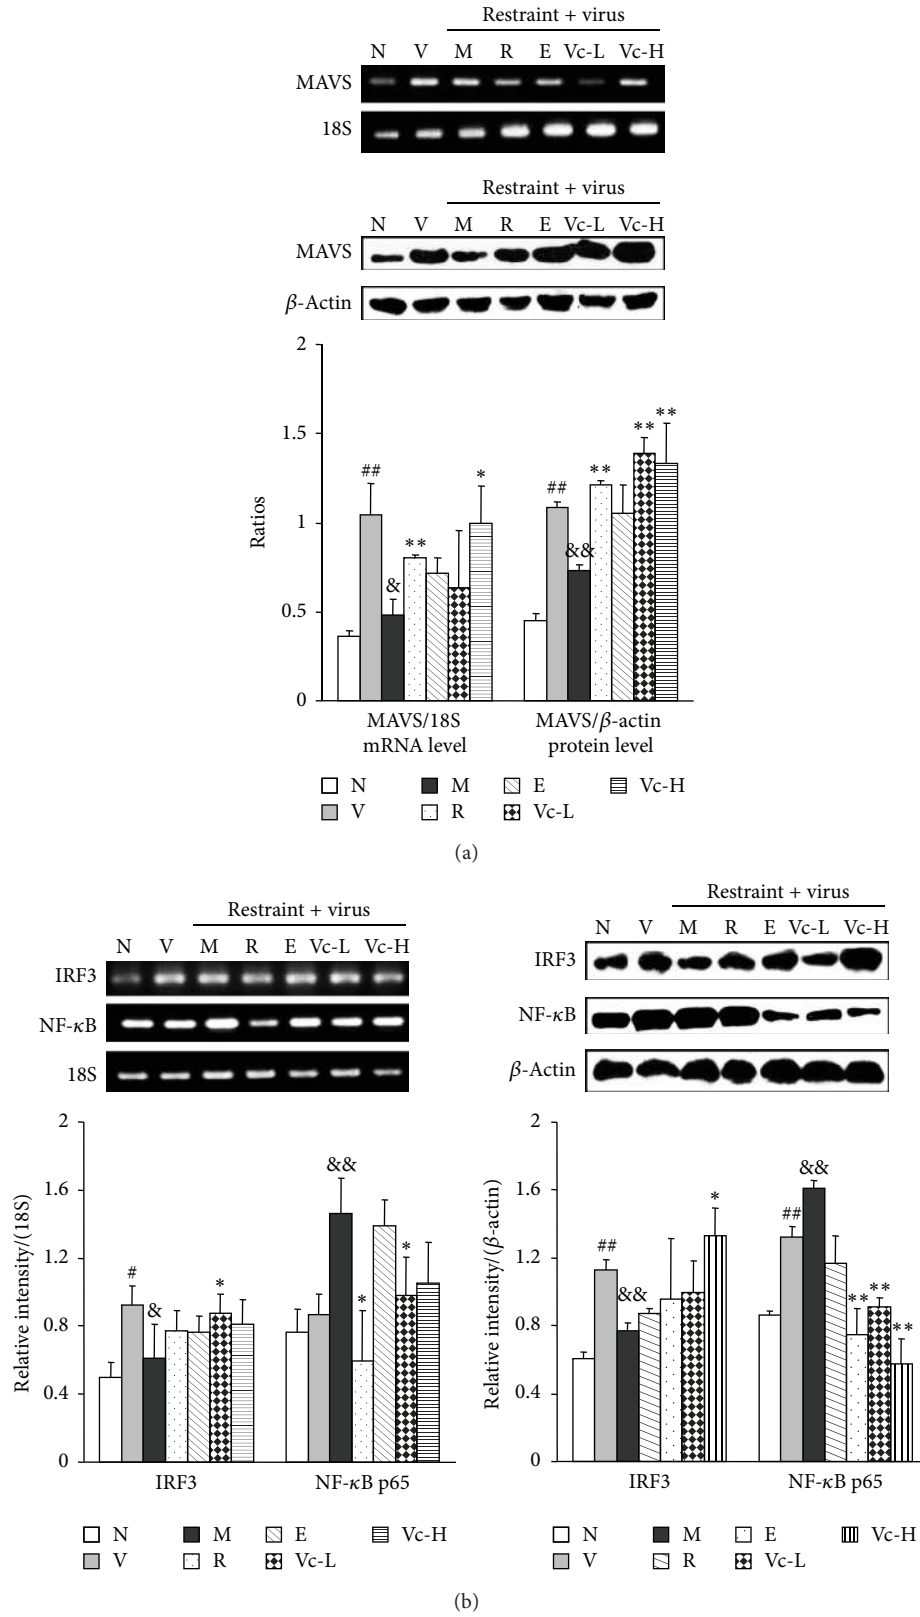 Restraint + virus
N V M R E Vc-L Vc-H
MAVS
18S
Restraint + virus
N V M R E Vc-L Vc-H
MAVS
β-Actin
2
1.5
1
0.5
0
Ratios
## & ** *
## && ** ** **
MAVS/18S
mRNA level
MAVS/β-actin
protein level
N M E Vc-H
V R Vc-L
(a)
Restraint + virus
N V M R E Vc-L Vc-H
IRF3
NF-κB
18S
2
1.6
1.2
0.8
0.4
0
Relative intensity/(18S)
# & *
&& * *
IRF3 NF-κB p65
N M E Vc-H
V R Vc-L
Restraint + virus
N V M R E Vc-L Vc-H
IRF3
NF-κB
β-Actin
2
1.6
1.2
0.8
0.4
0
Relative intensity/(β-actin)
## && *
## && ** ** **
IRF3 NF-κB p65
N M E Vc-H
V R Vc-L
(b)